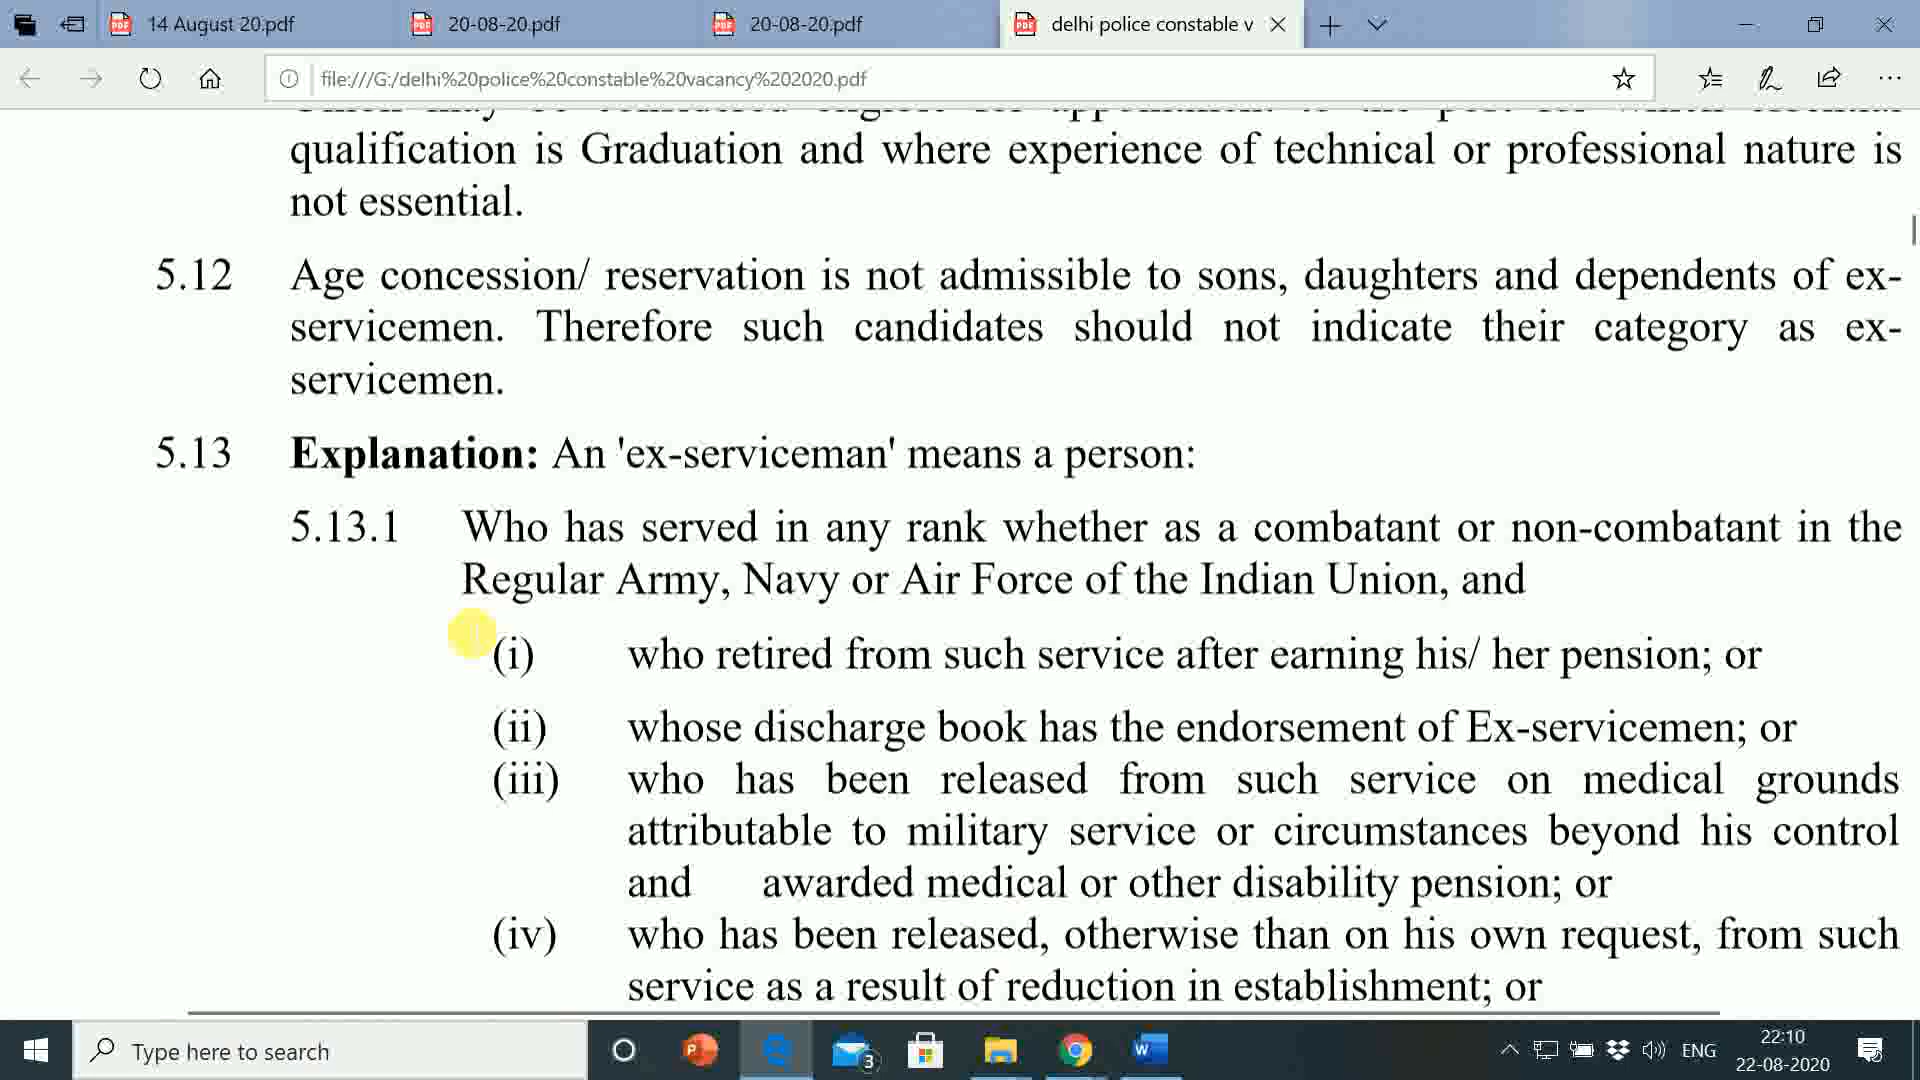 14 August 20.pdf
20-08-20.pdf
20-08-20.pdf
delhi police constable v
file:///G:/delhi%20police%20constable%20vacancy%202020.pdf
qualification is Graduation and where experience of technical or professional nature is
not essential.
5.12 Age concession/ reservation is not admissible to sons, daughters and dependents of ex-
servicemen. Therefore such candidates should not indicate their category as ex-
servicemen.
5.13 Explanation: An 'ex-serviceman' means a person:
5.13.1 Who has served in any rank whether as a combatant or non-combatant in the
Regular Army, Navy or Air Force of the Indian Union, and
(i) who retired from such service after earning his/ her pension; or
(ii) whose discharge book has the endorsement of Ex-servicemen; or
(iii) who has been released from such service on medical grounds
attributable to military service or circumstances beyond his control
and awarded medical or other disability pension; or
(iv) who has been released, otherwise than on his own request, from such
service as a result of reduction in establishment; or
Type here to search
3
ENG
22:10
22-08-2020